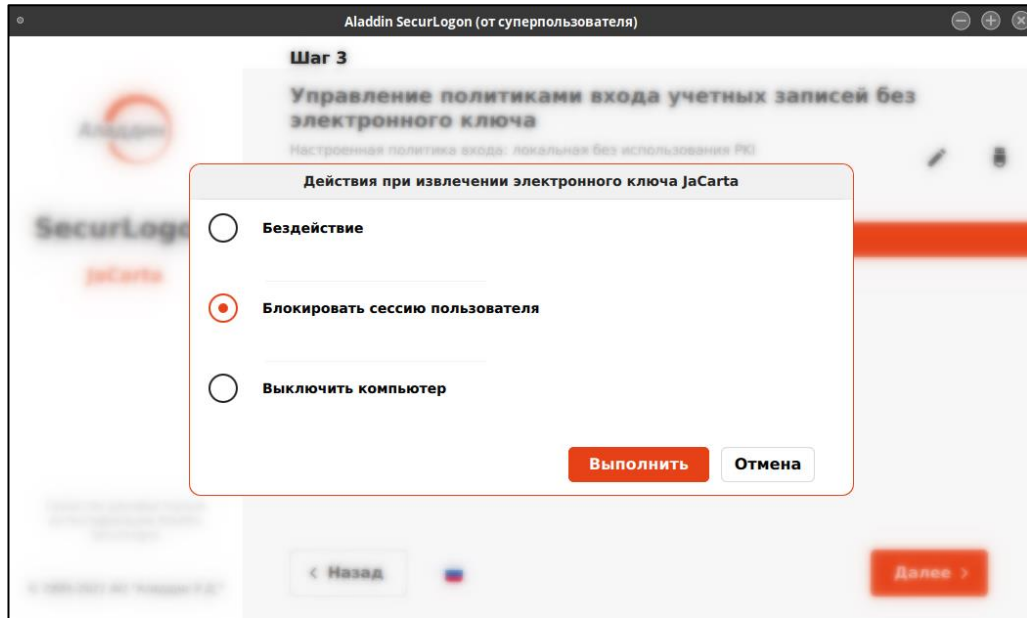 Aladdin SecurLogon (от суперпользователя)
Шаг 3
Управление политиками входа учетных записей без
электронного ключа
Настроенная политика входа: локальная без использования PKI
Аладдин
SecurLogo
JaCarta
Действия при извлечении электронного ключа JaCarta
Бездействие
Блокировать сессию пользователя
Выключить компьютер
Выполнить
Отмена
< Назад
Далее >